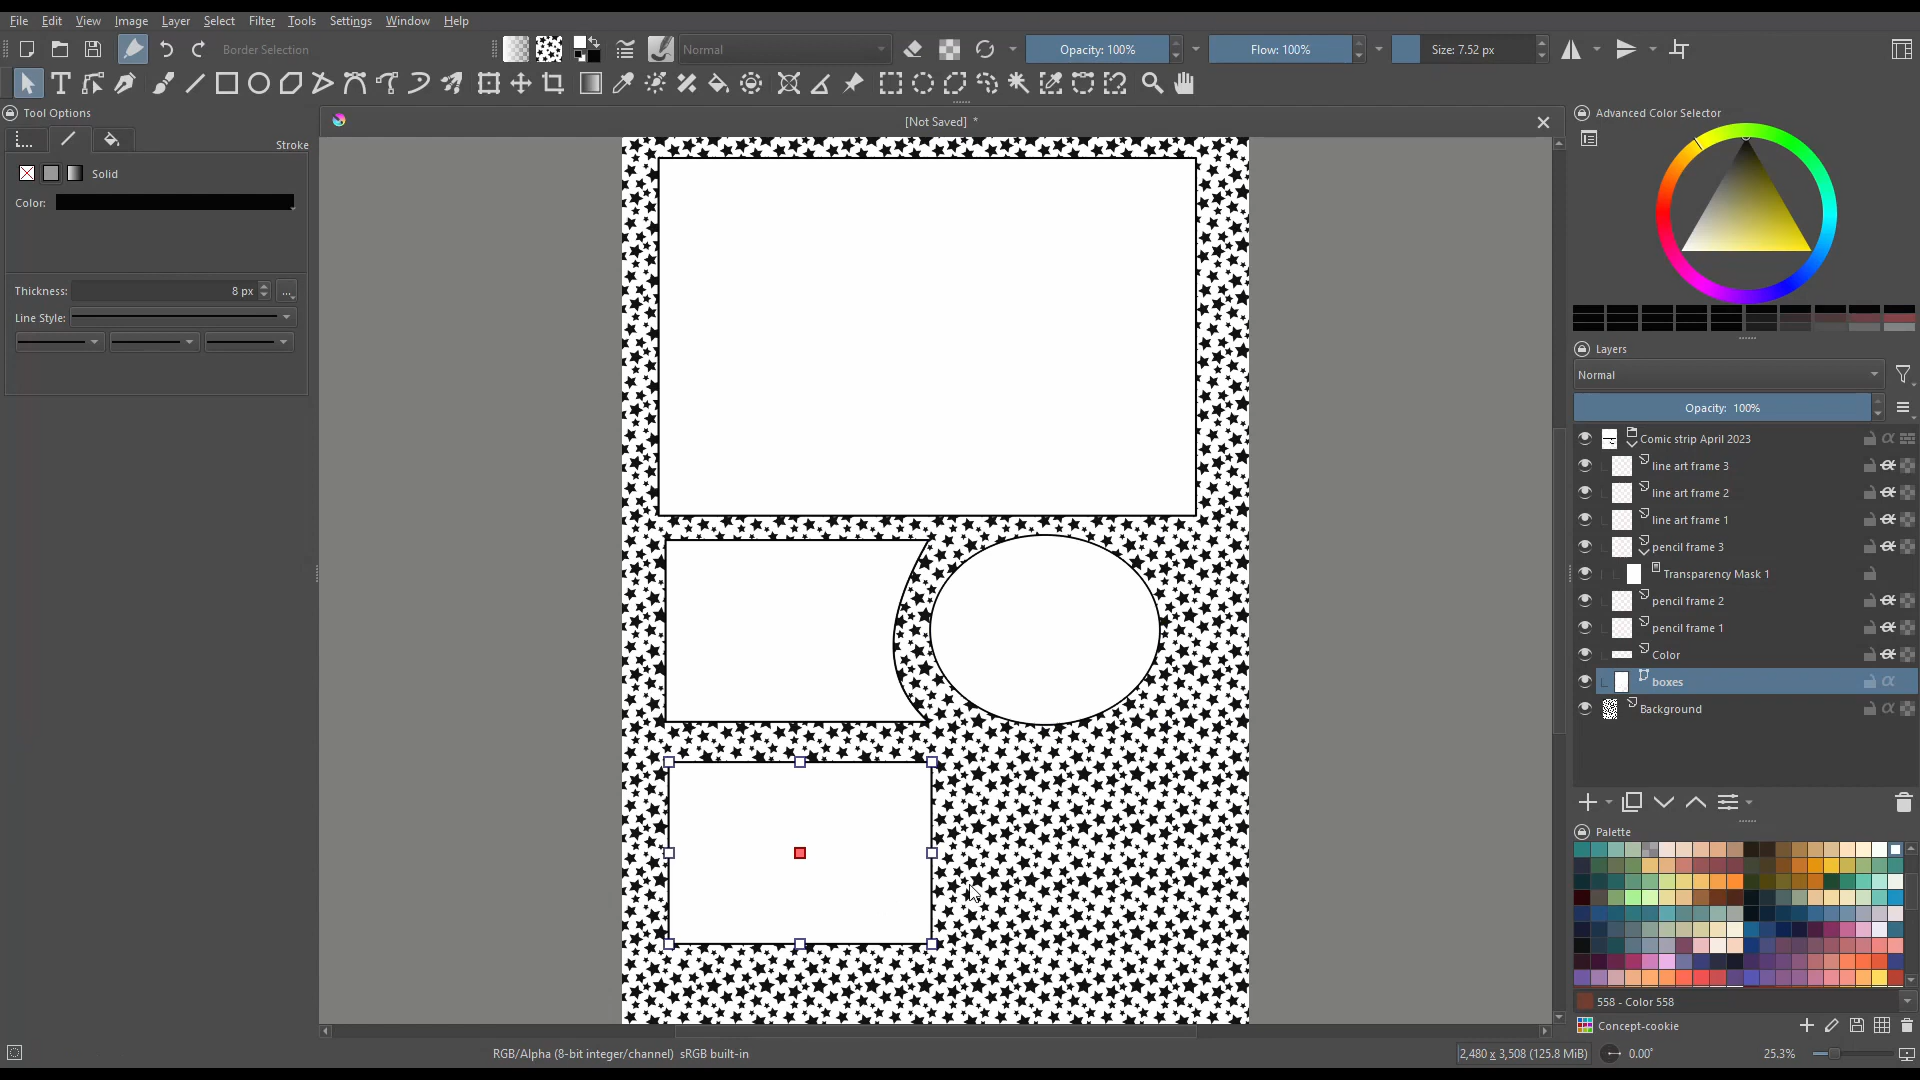 File Edit View Image Layer Select Filter Tools Settings Window Help
Border Selection
Normal
Opacity: 100%
Flow: 100%
Size: 7.52 px
Tool Options
[Not Saved] *
Advanced Color Selector
Stroke
Solid
Color:
Thickness: 8 px ...
Line Style:
Layers
Normal
Opacity: 100%
Comic strip April 2023
line art frame 3
line art frame 2
line art frame 1
pencil frame 3
Transparency Mask 1
pencil frame 2
pencil frame 1
Color
boxes
Background
Palette
558 - Color 558
Concept-cookie
RGB/Alpha (8-bit integer/channel) sRGB built-in
2,480 x 3,508 (125.8 MiB)
0.00°
25.3%